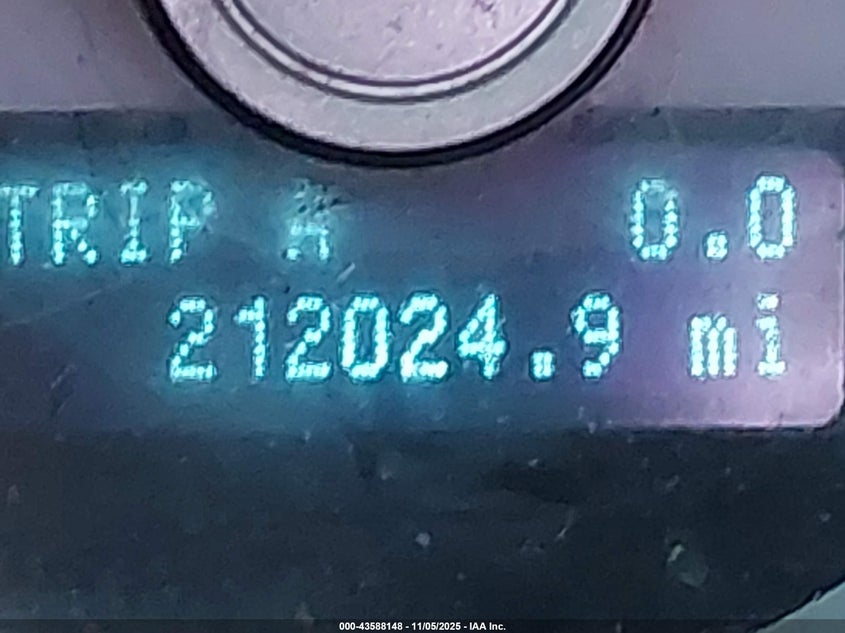 TRIP A 0.0
212024.9 mi
000-43588148 - 11/05/2025 - IAA Inc.